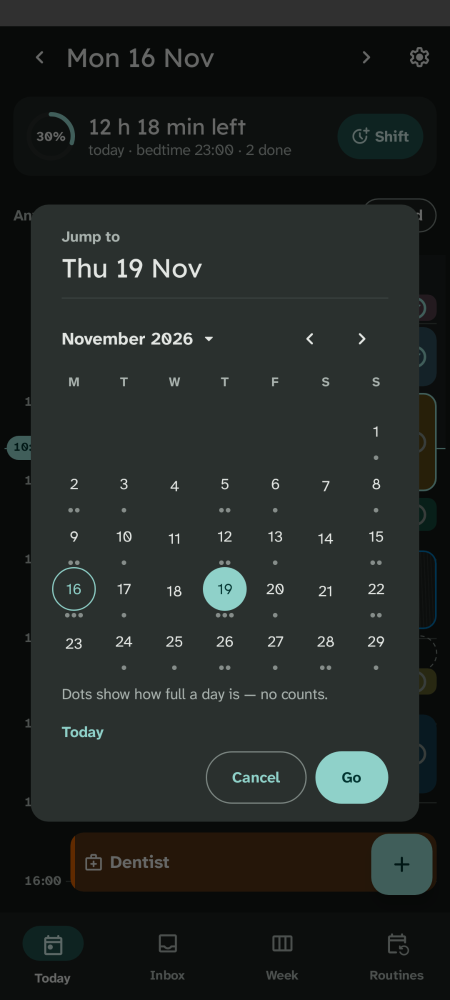 Mon 16 Nov
30%
12 h 18 min left
today · bedtime 23:00 · 2 done
Shift
Jump to
Thu 19 Nov
November 2026
M T W T F S S
1
2 3 4 5 6 7 8
9 10 11 12 13 14 15
16 17 18 19 20 21 22
23 24 25 26 27 28 29
Dots show how full a day is — no counts.
Today
Cancel Go
Dentist
16:00
Today Inbox Week Routines